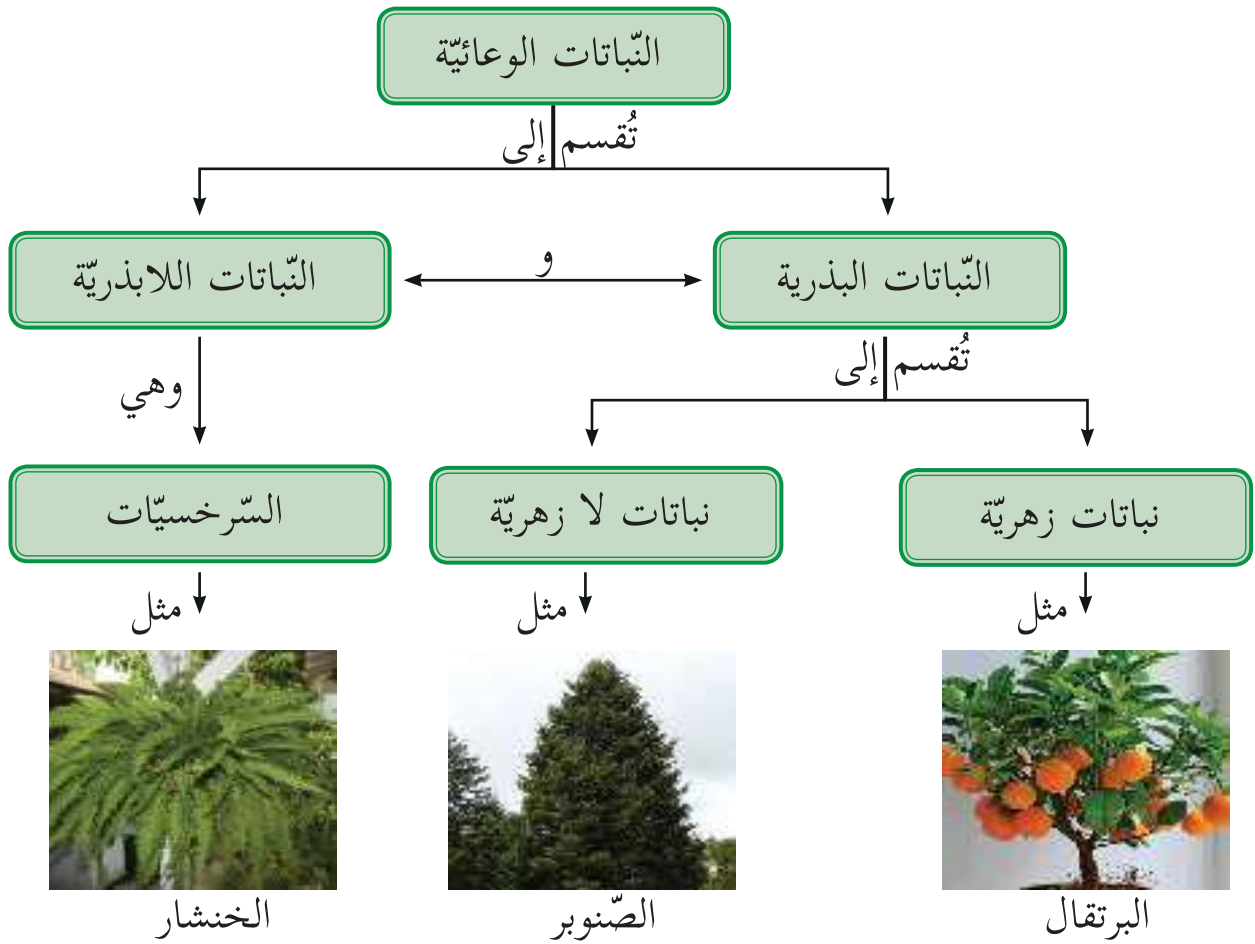 النّباتات الوعائيّة
تُقسم إلى
النّباتات البذرية
و
النّباتات اللابذريّة
تُقسم إلى
وهي
نباتات زهريّة
نباتات لا زهريّة
السّرخسيّات
مثل
مثل
مثل
البرتقال
الصّنوبر
الخنشار